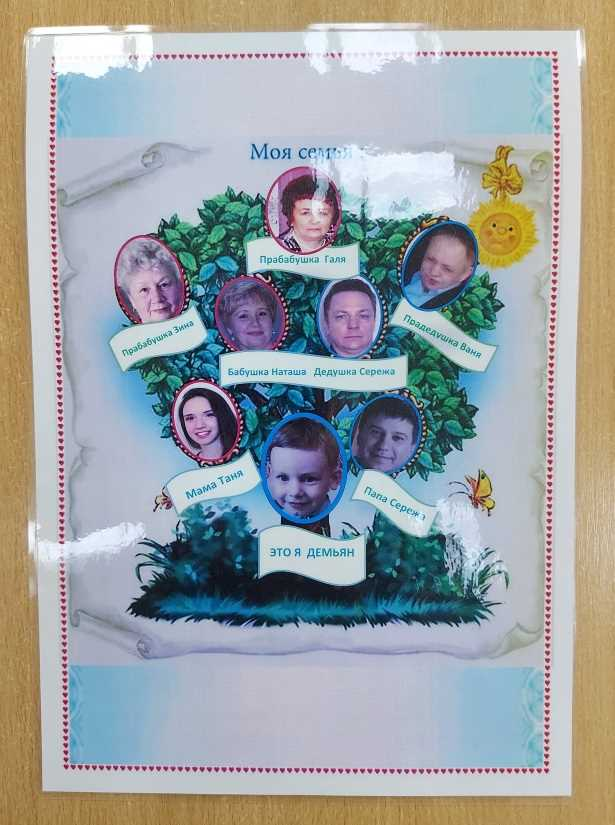 Моя семья
Прабабушка Галя
Прабабушка Зина
Прадедушка Ваня
Бабушка Наташа Дедушка Сережа
Мама Таня
Папа Сережа
ЭТО Я ДЕМЬЯН